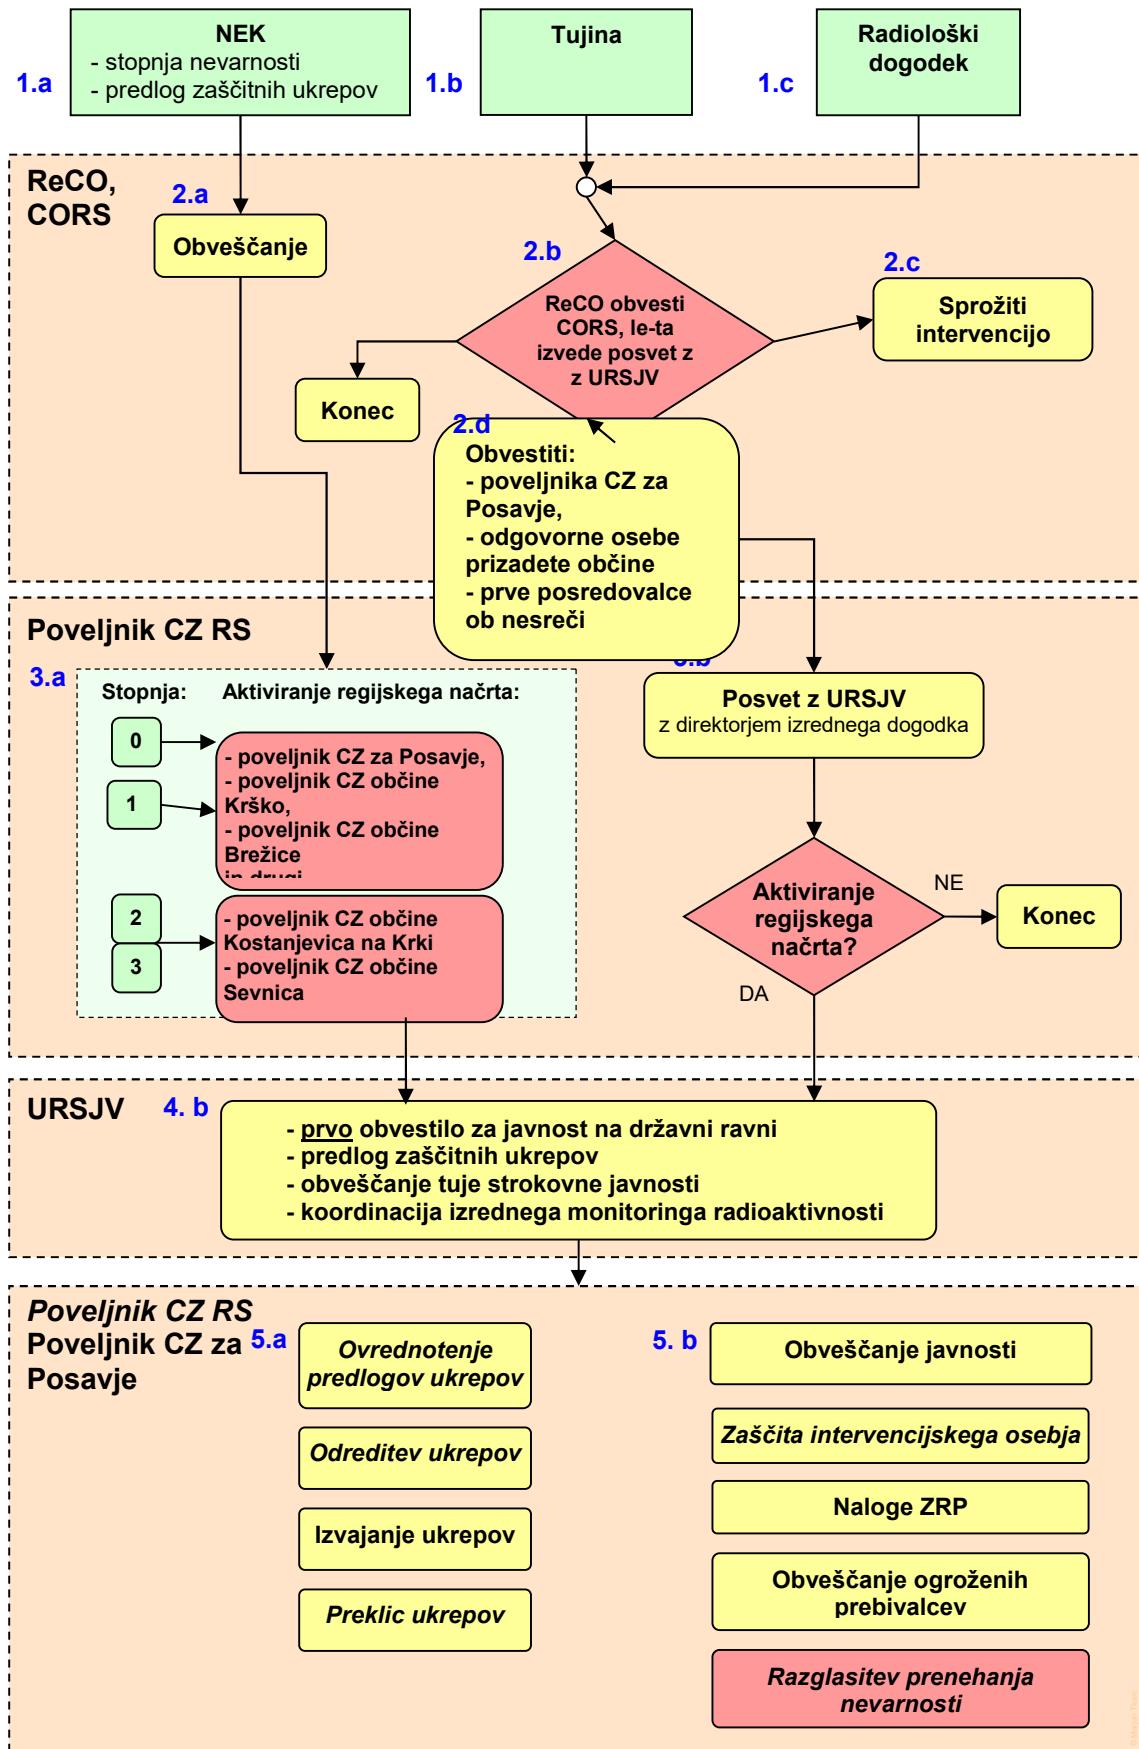 NEK
- stopnja nevarnosti
- predlog zaščitnih ukrepov
1.a
Tujina
1.b
Radiološki
dogodek
1.c
ReCO,
CORS
2.a
Obveščanje
2.b
ReCO obvesti
CORS, le-ta
izvede posvet z
z URSJV
2.c
Sprožiti
intervencijo
Konec
2.d
Obvestiti:
- poveljnika CZ za
Posavje,
- odgovorne osebe
prizadete občine
- prve posredovalce
ob nesreči
Poveljnik CZ RS
3.a
Stopnja:
Aktiviranje regijskega načrta:
0
1
- poveljnik CZ za Posavje,
- poveljnik CZ občine
Krško,
- poveljnik CZ občine
Brežice
in drugi
2
3
- poveljnik CZ občine
Kostanjevica na Krki
- poveljnik CZ občine
Sevnica
3.b
Posvet z URSJV
z direktorjem izrednega dogodka
Aktiviranje
regijskega
načrta?
NE
Konec
DA
URSJV
4. b
- prvo obvestilo za javnost na državni ravni
- predlog zaščitnih ukrepov
- obveščanje tuje strokovne javnosti
- koordinacija izrednega monitoringa radioaktivnosti
Poveljnik CZ RS
Poveljnik CZ za
Posavje
5.a
Ovrednotenje
predlogov ukrepov
Odreditev ukrepov
Izvajanje ukrepov
Preklic ukrepov
5. b
Obveščanje javnosti
Zaščita intervencijskega osebja
Naloge ZRP
Obveščanje ogroženih
prebivalcev
Razglasitev prenehanja
nevarnosti